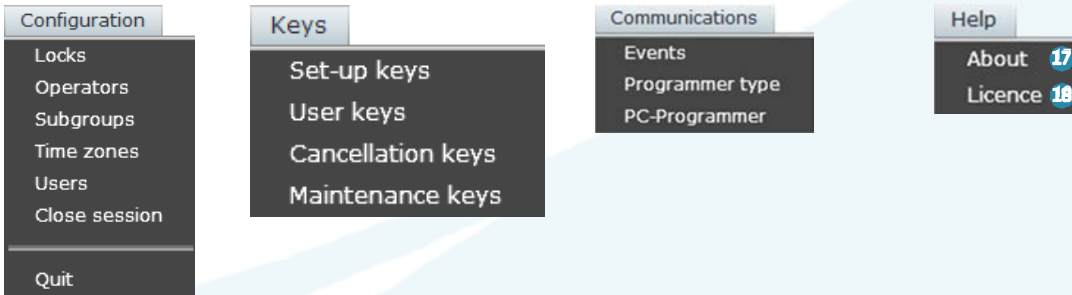 Configuration
Locks
Operators
Subgroups
Time zones
Users
Close session
Quit
Keys
Set-up keys
User keys
Cancellation keys
Maintenance keys
Communications
Events
Programmer type
PC-Programmer
Help
About 17
Licence 18